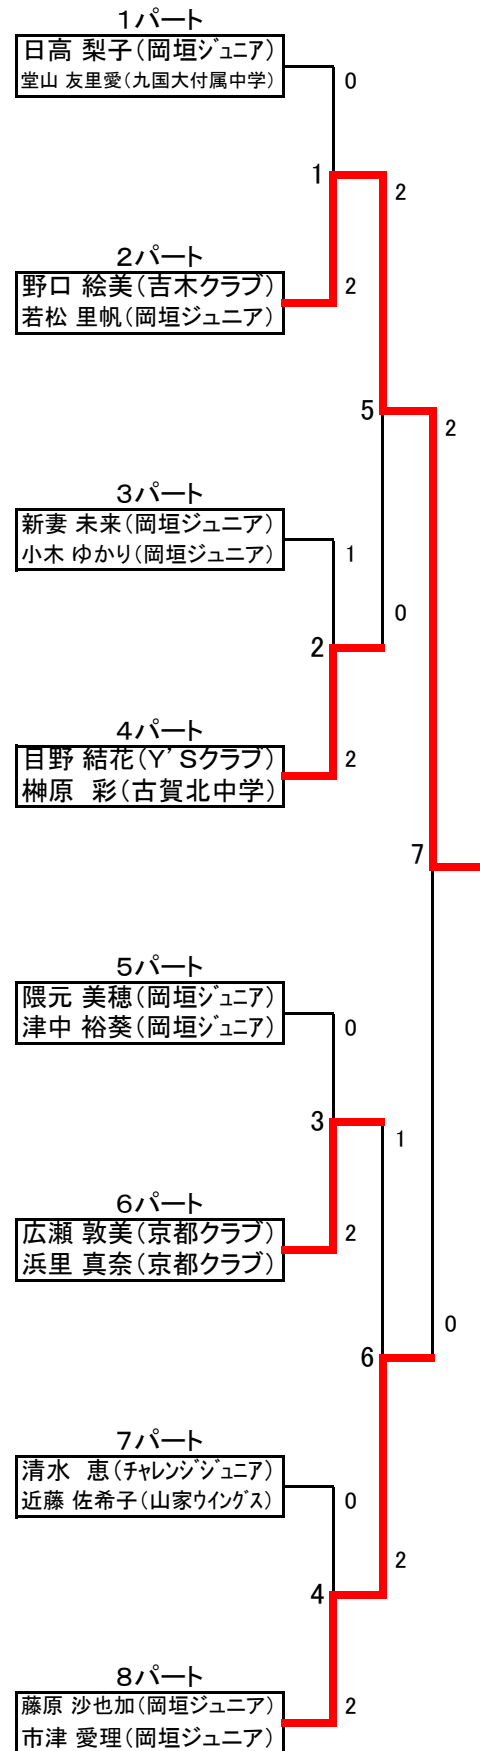 1パート
日高 梨子(岡垣ジュニア)
堂山 友里愛(九国大付属中学)
0
1
2
2パート
野口 絵美(吉木クラブ)
若松 里帆(岡垣ジュニア)
2
5
2
3パート
新妻 未来(岡垣ジュニア)
小木 ゆかり(岡垣ジュニア)
1
0
2
4パート
目野 結花(Y'Sクラブ)
榊原 彩(古賀北中学)
2
7
5パート
隈元 美穂(岡垣ジュニア)
津中 裕葵(岡垣ジュニア)
0
3
1
6パート
広瀬 敦美(京都クラブ)
浜里 真奈(京都クラブ)
2
0
6
7パート
清水 恵(チャレンジジュニア)
近藤 佐希子(山家ウイングス)
0
2
4
8パート
藤原 沙也加(岡垣ジュニア)
市津 愛理(岡垣ジュニア)
2